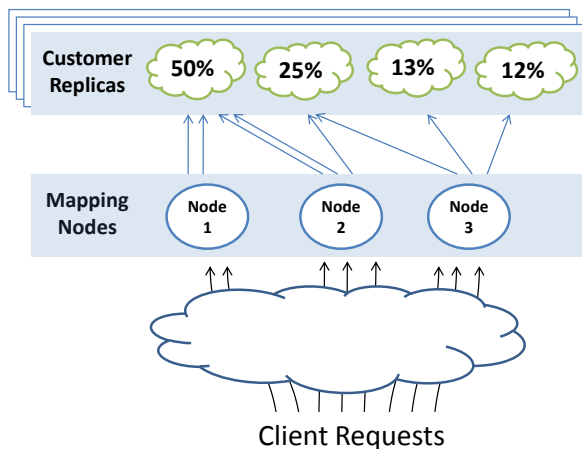 Customer
Replicas
50%
25%
13%
12%
Mapping
Nodes
Node
1
Node
2
Node
3
Client Requests